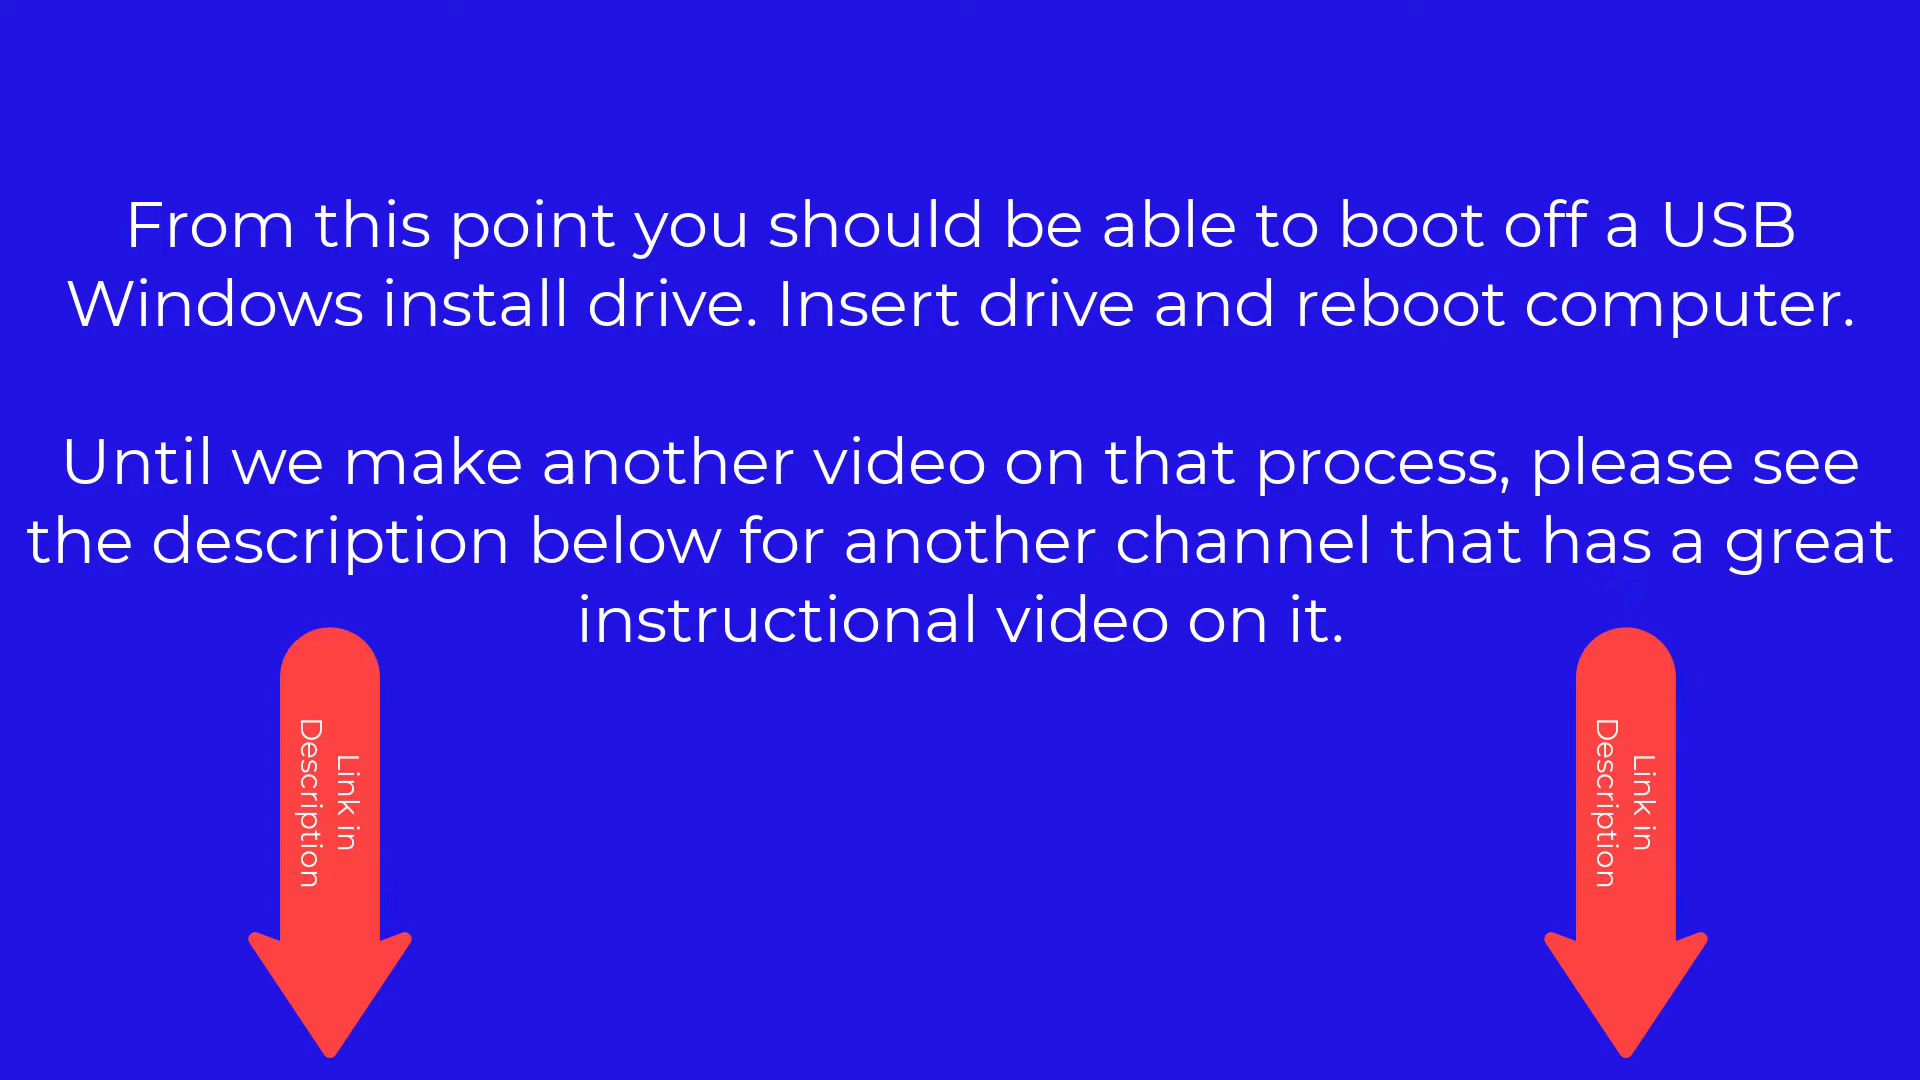 From this point you should be able to boot off a USB
Windows install drive. Insert drive and reboot computer.
Until we make another video on that process, please see
the description below for another channel that has a great
instructional video on it.
Link in
Description
Link in
Description